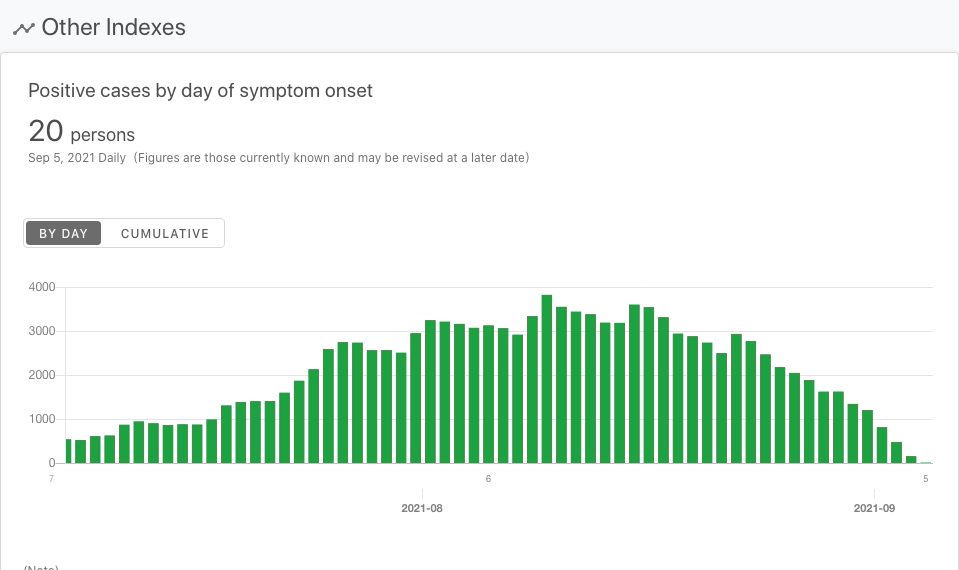 Other Indexes
Positive cases by day of symptom onset
20 persons
Sep 5, 2021 Daily (Figures are those currently known and may be revised at a later date)
BY DAY CUMULATIVE
4000
3000
2000
1000
0
7 6 5
2021-08 2021-09
(Note)